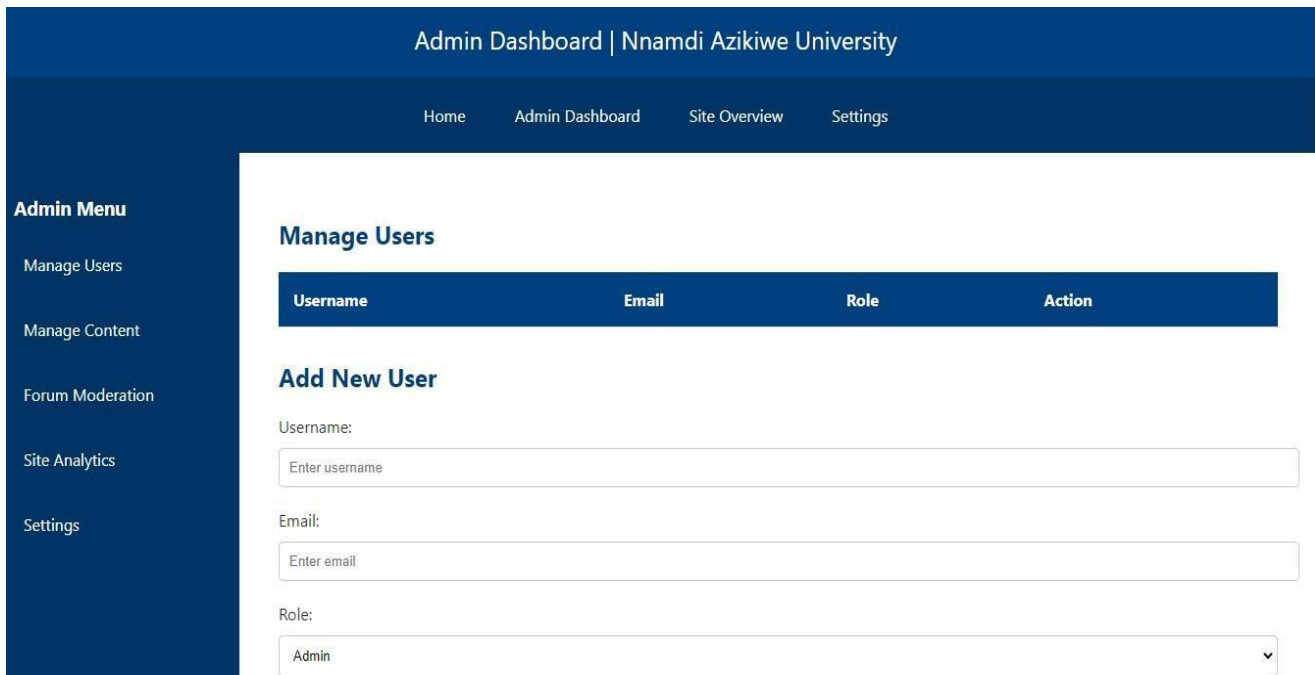 Admin Dashboard | Nnamdi Azikiwe University
Home Admin Dashboard Site Overview Settings
Admin Menu
Manage Users
Manage Content
Forum Moderation
Site Analytics
Settings
Manage Users
Username Email Role Action
Add New User
Username:
Enter username
Email:
Enter email
Role:
Admin